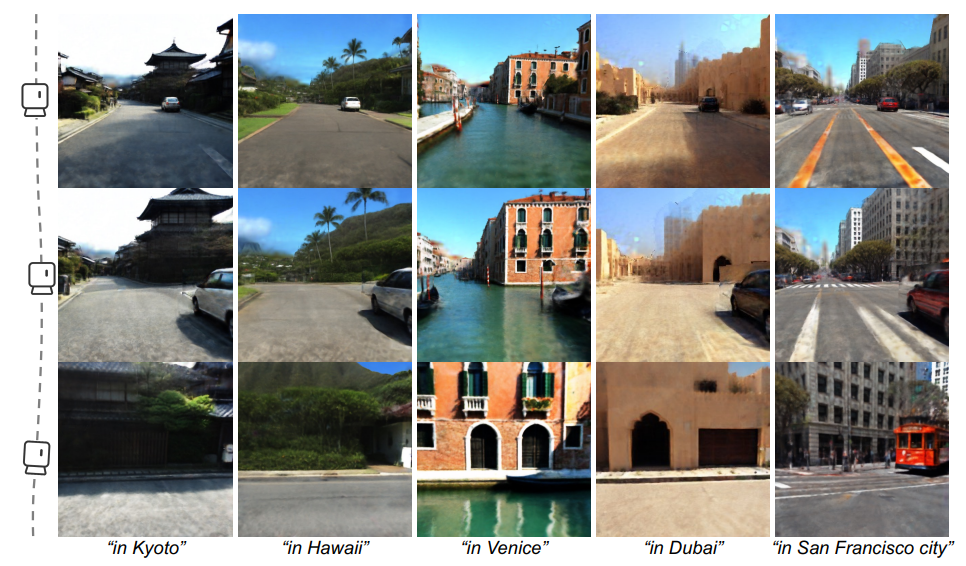 “in Kyoto”
“in Hawaii”
“in Venice”
“in Dubai”
“in San Francisco city”